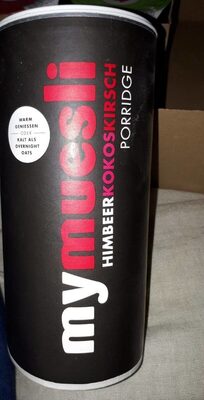 WARM
GENIESSEN
ODER
KALT ALS
OVERNIGHT
OATS
mymuesli
HIMBEERKOKOSKIRSCH
PORRIDGE